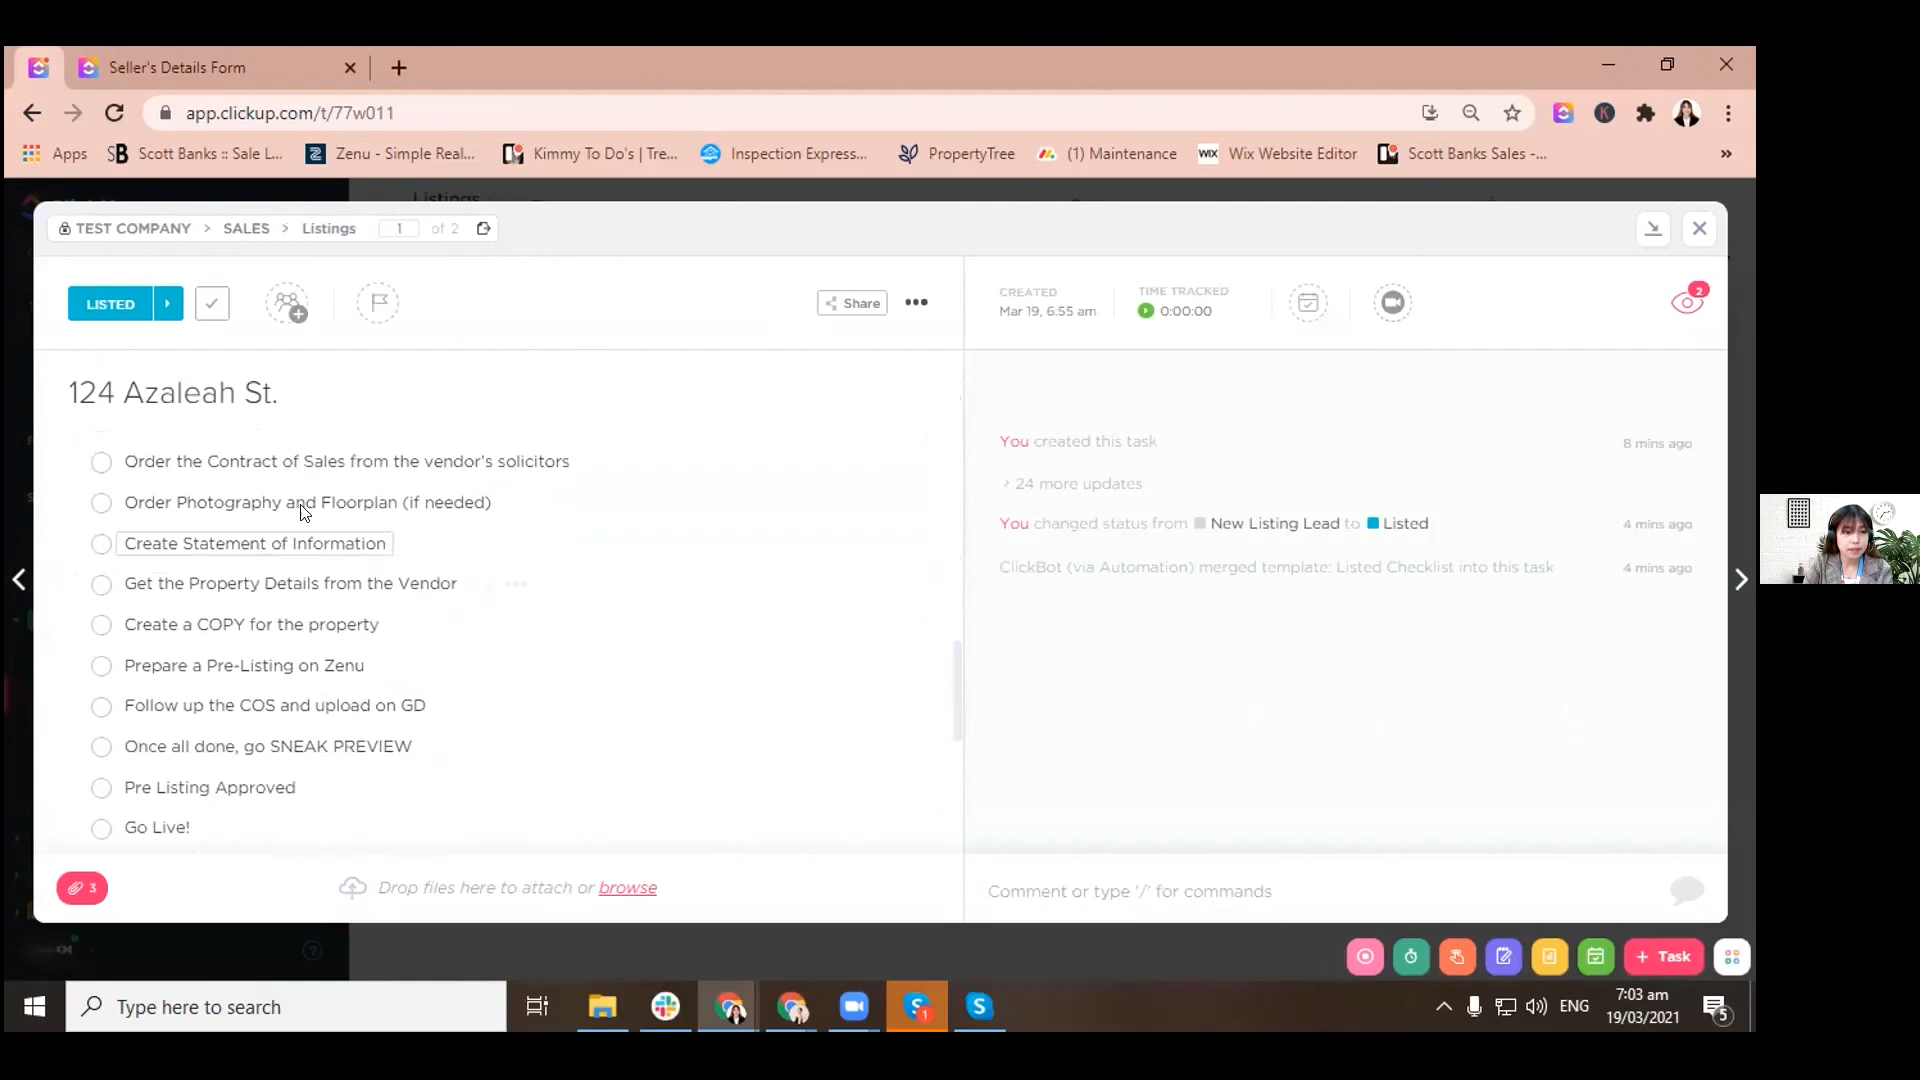 Seller's Details Form
app.clickup.com/t/77w011
Apps
SB Scott Banks :: Sale L...
Zenu - Simple Real...
Kimmy To Do's | Tre...
Inspection Express...
PropertyTree
(1) Maintenance
WIX Wix Website Editor
Scott Banks Sales -...
»
Listings
TEST COMPANY > SALES > Listings 1 of 2
LISTED
Share
CREATED
Mar 19, 6:55 am
TIME TRACKED
0:00:00
2
124 Azaleah St.
Order the Contract of Sales from the vendor's solicitors
Order Photography and Floorplan (if needed)
Create Statement of Information
Get the Property Details from the Vendor
Create a COPY for the property
Prepare a Pre-Listing on Zenu
Follow up the COS and upload on GD
Once all done, go SNEAK PREVIEW
Pre Listing Approved
Go Live!
You created this task 8 mins ago
> 24 more updates
You changed status from New Listing Lead to Listed 4 mins ago
ClickBot (via Automation) merged template: Listed Checklist into this task 4 mins ago
3
Drop files here to attach or browse
Comment or type '/' for commands
KM
+ Task
Type here to search
1
ENG
7:03 am
19/03/2021
5